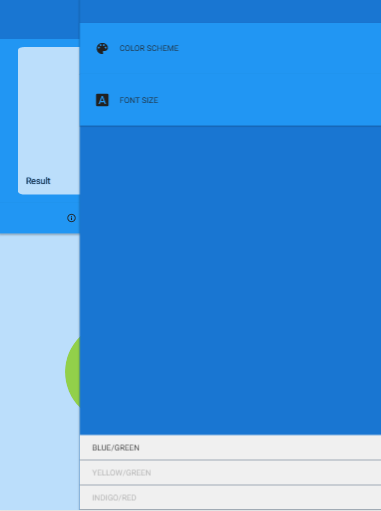 COLOR SCHEME
FONT SIZE
Result
BLUE/GREEN
YELLOW/GREEN
INDIGO/RED